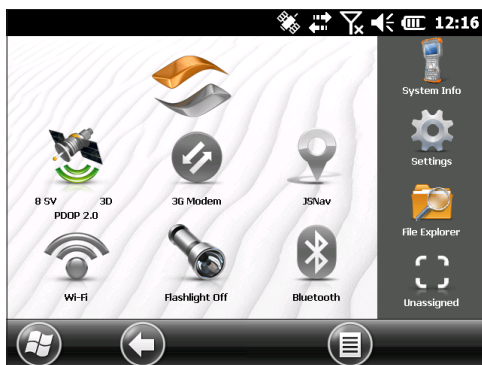 12:16
System Info
8 SV 3D
PDOP 2.0
3G Modem
JSNav
Settings
File Explorer
Wi-Fi
Flashlight Off
Bluetooth
Unassigned